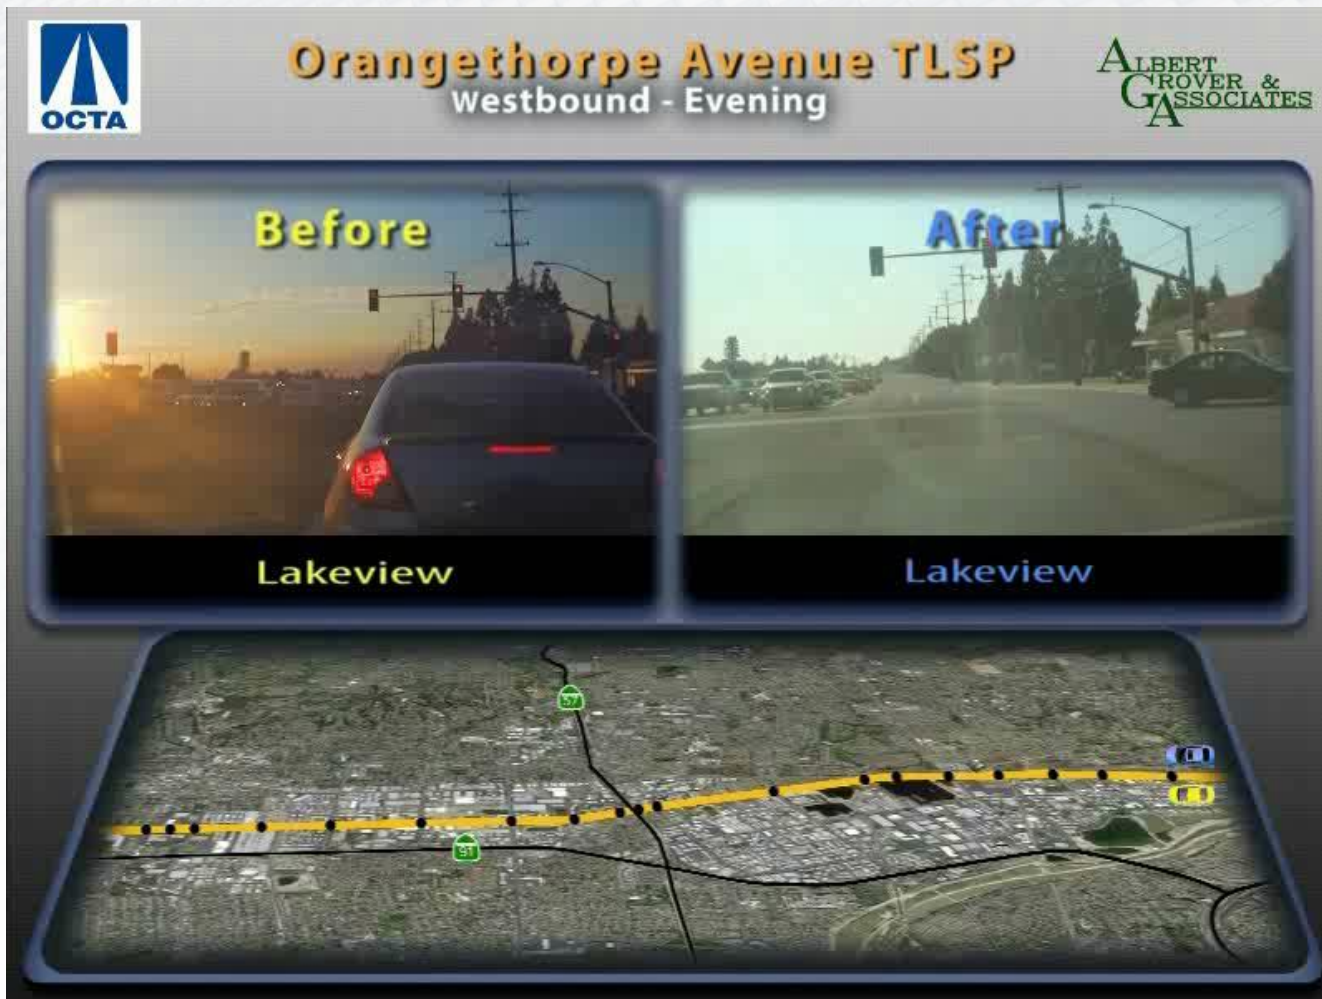 OCTA
Orangethorpe Avenue TLSP
Westbound - Evening
ALBERT
GROVER &
ASSOCIATES
Before
After
Lakeview
Lakeview
57
91